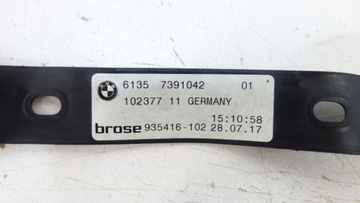 6135 7391042 01
102377 11 GERMANY
15:10:58
brose 935416-102 28.07.17